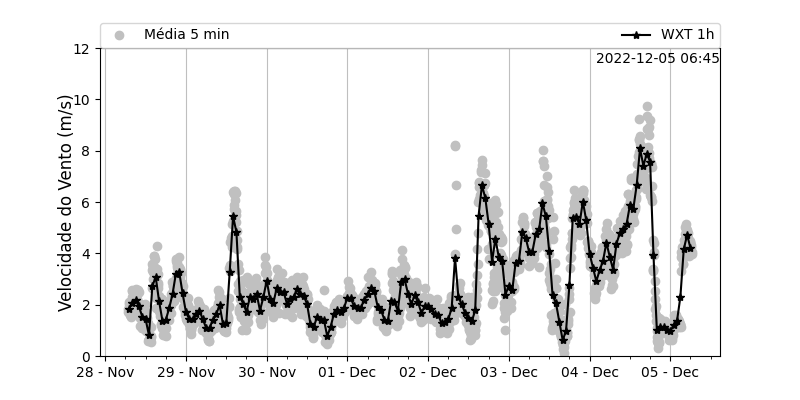 Média 5 min
WXT 1h
2022-12-05 06:45
Velocidade do Vento (m/s)
12
10
8
6
4
2
0
28 - Nov
29 - Nov
30 - Nov
01 - Dec
02 - Dec
03 - Dec
04 - Dec
05 - Dec